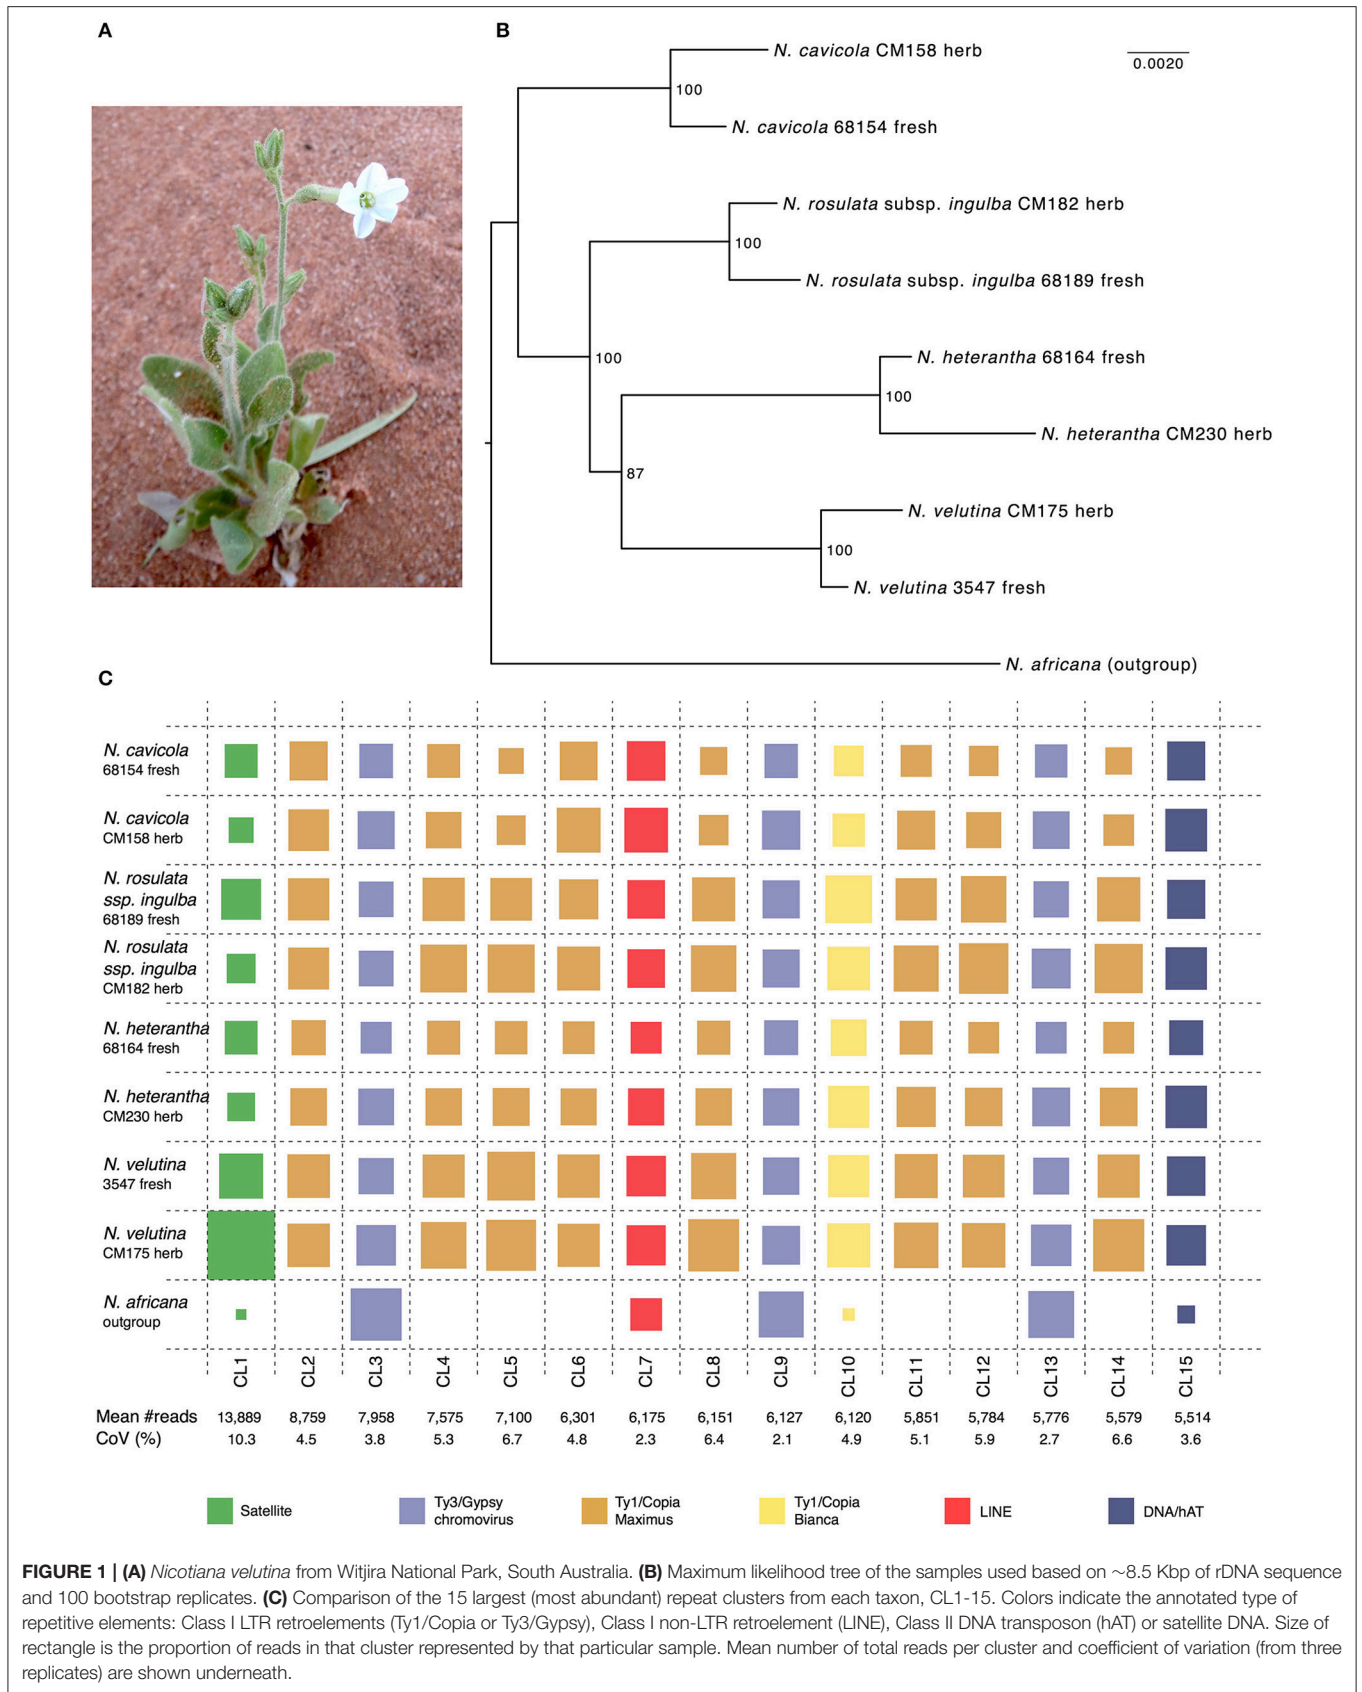 A
B
N. cavicola CM158 herb
0.0020
100
N. cavicola 68154 fresh
N. rosulata subsp. ingulba CM182 herb
100
N. rosulata subsp. ingulba 68189 fresh
100
N. heterantha 68164 fresh
100
N. heterantha CM230 herb
87
N. velutina CM175 herb
100
N. velutina 3547 fresh
N. africana (outgroup)
C
N. cavicola
68154 fresh
N. cavicola
CM158 herb
N. rosulata
ssp. ingulba
68189 fresh
N. rosulata
ssp. ingulba
CM182 herb
N. heterantha
68164 fresh
N. heterantha
CM230 herb
N. velutina
3547 fresh
N. velutina
CM175 herb
N. africana
outgroup
CL1 CL2 CL3 CL4 CL5 CL6 CL7 CL8 CL9 CL10 CL11 CL12 CL13 CL14 CL15
Mean #reads 13,889 8,759 7,958 7,575 7,100 6,301 6,175 6,151 6,127 6,120 5,851 5,784 5,776 5,579 5,514
CoV (%) 10.3 4.5 3.8 5.3 6.7 4.8 2.3 6.4 2.1 4.9 5.1 5.9 2.7 6.6 3.6
Satellite
Ty3/Gypsy
chromovirus
Ty1/Copia
Maximus
Ty1/Copia
Bianca
LINE
DNA/hAT
FIGURE 1 | (A) Nicotiana velutina from Witjira National Park, South Australia. (B) Maximum likelihood tree of the samples used based on ~8.5 Kbp of rDNA sequence
and 100 bootstrap replicates. (C) Comparison of the 15 largest (most abundant) repeat clusters from each taxon, CL1-15. Colors indicate the annotated type of
repetitive elements: Class I LTR retroelements (Ty1/Copia or Ty3/Gypsy), Class I non-LTR retroelement (LINE), Class II DNA transposon (hAT) or satellite DNA. Size of
rectangle is the proportion of reads in that cluster represented by that particular sample. Mean number of total reads per cluster and coefficient of variation (from three
replicates) are shown underneath.